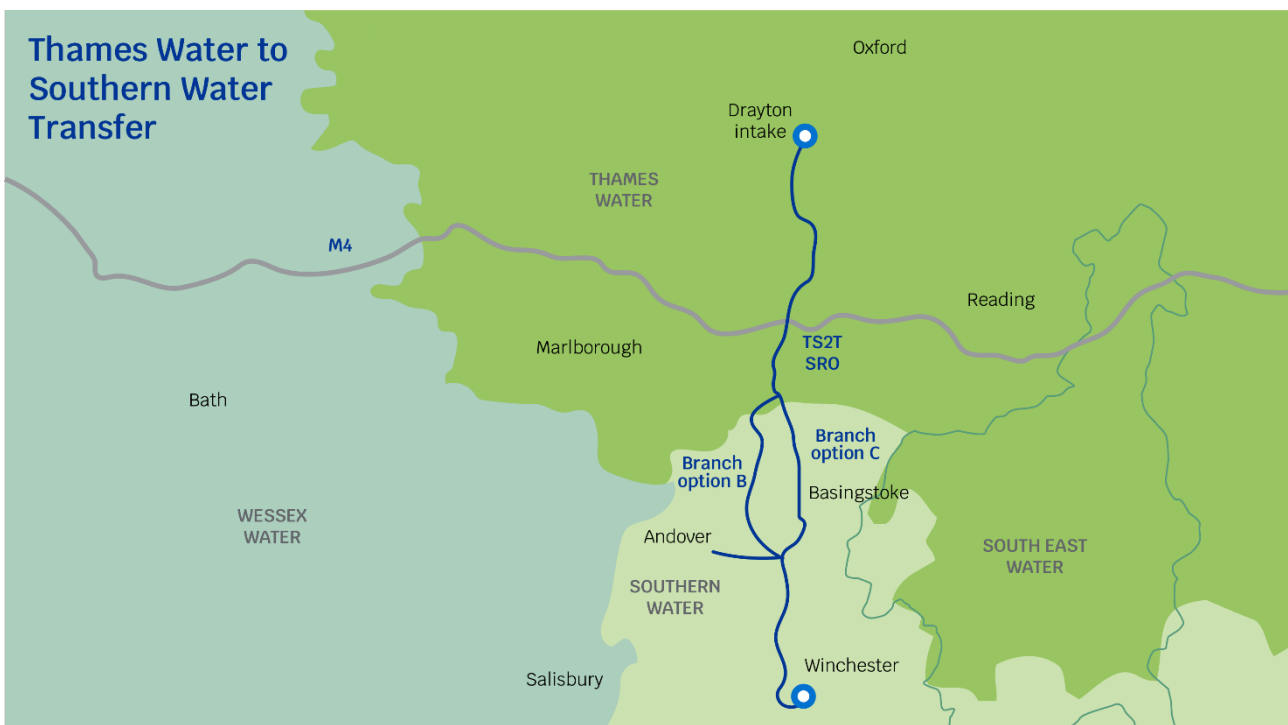 Thames Water to
Southern Water
Transfer
Oxford
Drayton
intake
THAMES
WATER
M4
Reading
TS2T
SRO
Marlborough
Bath
Branch
option C
Branch
option B
Basingstoke
WESSEX
WATER
Andover
SOUTH EAST
WATER
SOUTHERN
WATER
Winchester
Salisbury